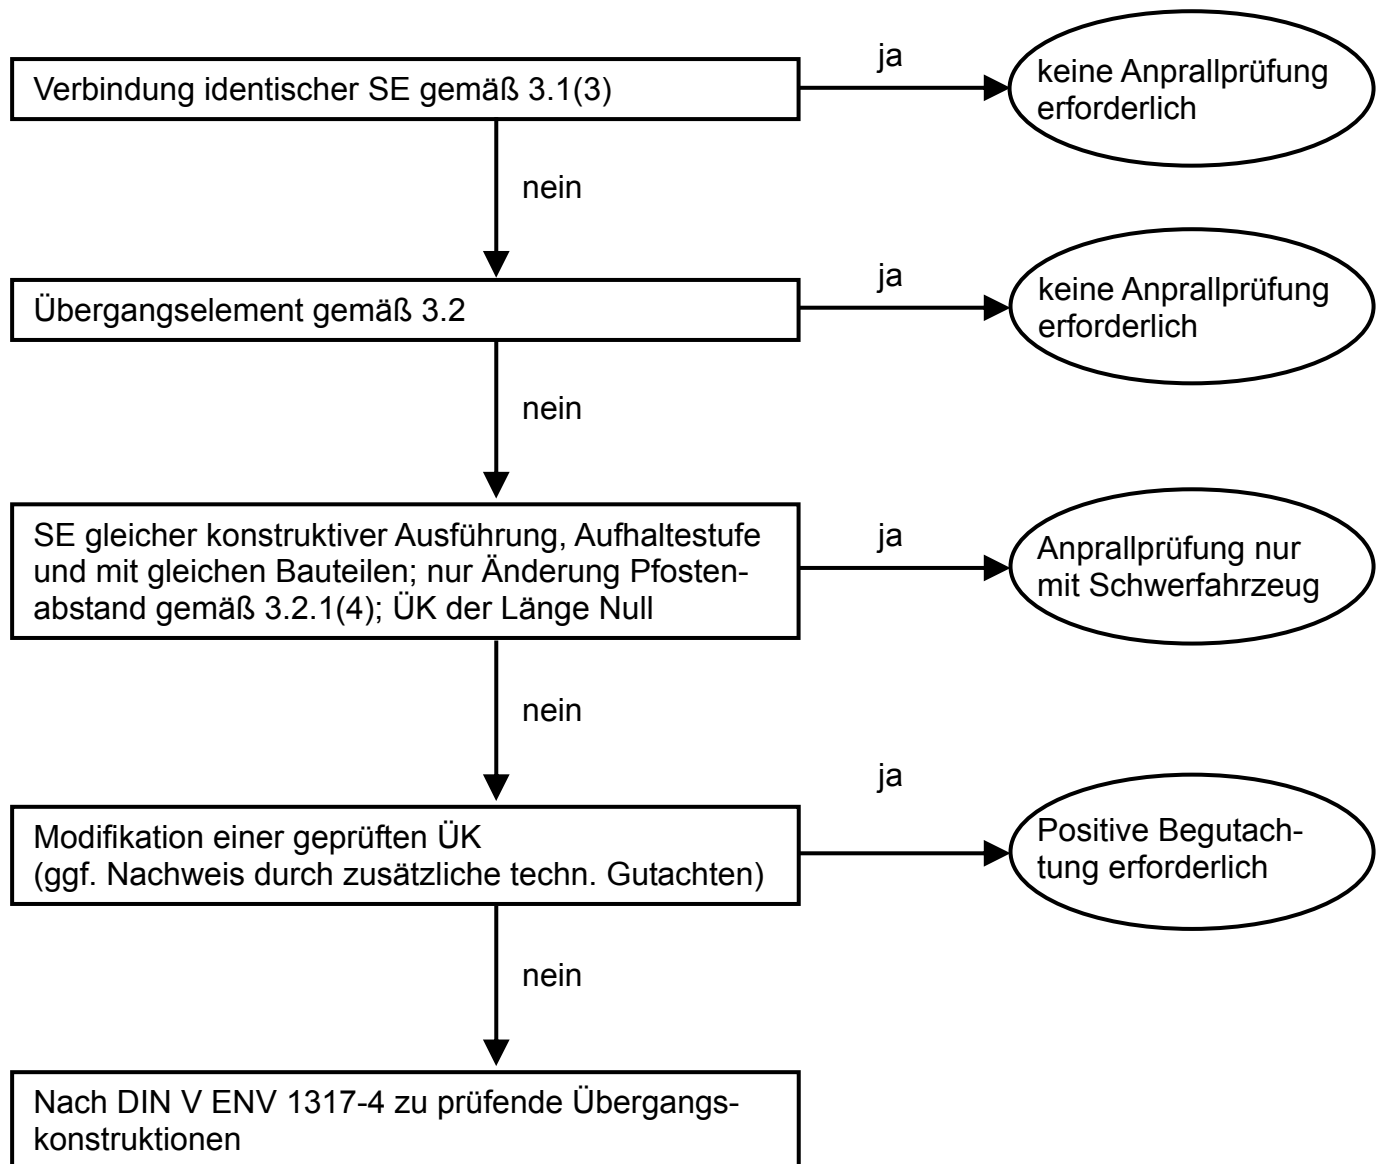 Verbindung identischer SE gemäß 3.1(3)
ja
keine Anprallprüfung
erforderlich
nein
Übergangselement gemäß 3.2
ja
keine Anprallprüfung
erforderlich
nein
SE gleicher konstruktiver Ausführung, Aufhaltestufe
und mit gleichen Bauteilen; nur Änderung Pfosten-
abstand gemäß 3.2.1(4); ÜK der Länge Null
ja
Anprallprüfung nur
mit Schwerfahrzeug
nein
Modifikation einer geprüften ÜK
(ggf. Nachweis durch zusätzliche techn. Gutachten)
ja
Positive Begutach-
tung erforderlich
nein
Nach DIN V ENV 1317-4 zu prüfende Übergangs-
konstruktionen